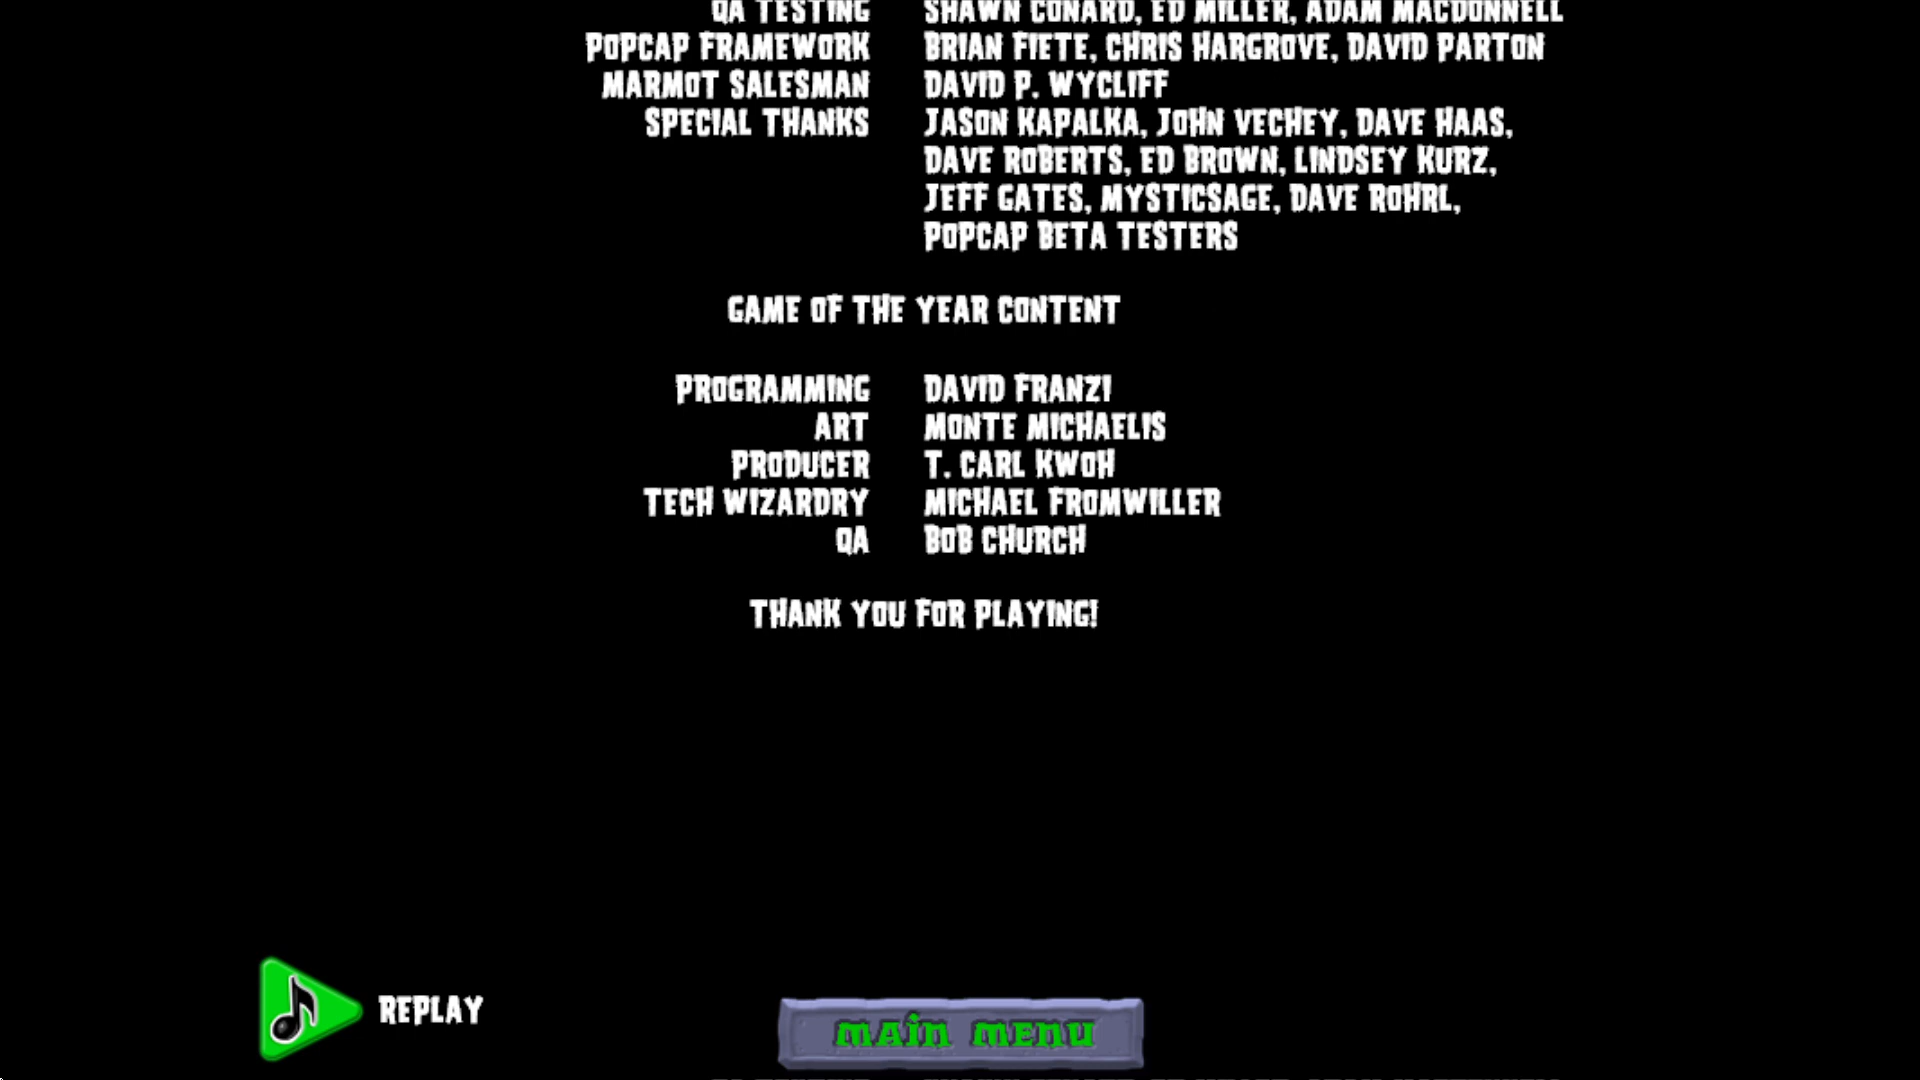 QA TESTING SHAWN CONARD, ED MILLER, ADAM MACDONNELL
POPCAP FRAMEWORK BRIAN FIETE, CHRIS HARGROVE, DAVID PARTON
MARMOT SALESMAN DAVID P. WYCLIFF
SPECIAL THANKS JASON KAPALKA, JOHN VECHEY, DAVE HAAS,
DAVE ROBERTS, ED BROWN, LINDSEY KURZ,
JEFF GATES, MYSTICSAGE, DAVE ROHRL,
POPCAP BETA TESTERS
GAME OF THE YEAR CONTENT
PROGRAMMING DAVID FRANZI
ART MONTE MICHAELIS
PRODUCER T. CARL KWOH
TECH WIZARDRY MICHAEL FROMWILLER
QA BOB CHURCH
THANK YOU FOR PLAYING!
REPLAY
MAIN MENU